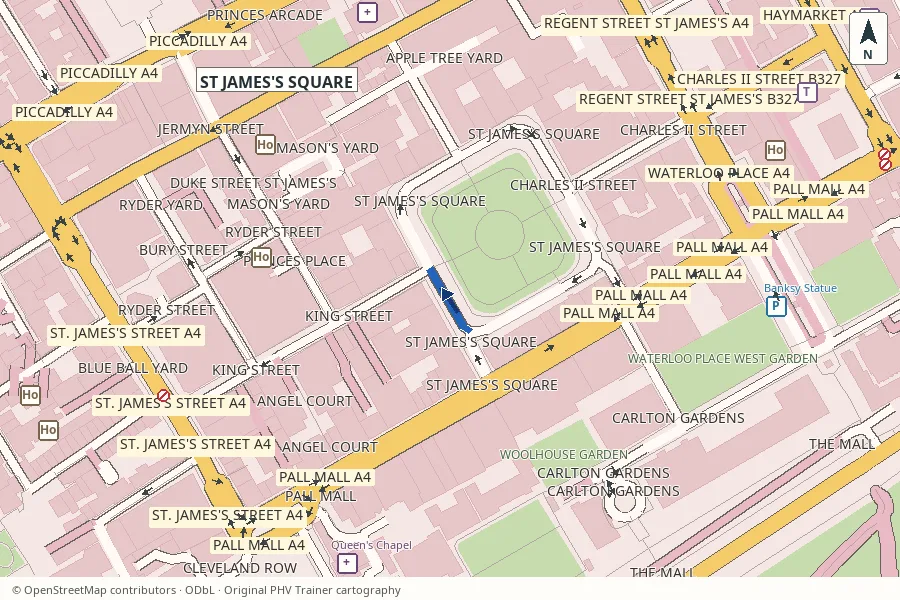 PRINCES ARCADE
REGENT STREET ST JAMES'S A4
HAYMARKET A
PICCADILLY A4
N
APPLE TREE YARD
PICCADILLY A4
CHARLES II STREET B327
ST JAMES'S SQUARE
T
REGENT STREET ST JAMES'S B327
PICCADILLY A4
JERMYN STREET
ST JAMES'S SQUARE
CHARLES II STREET
Ho
MASON'S YARD
Ho
WATERLOO PLACE A4
DUKE STREET ST JAMES'S
CHARLES II STREET
PALL MALL A4
RYDER YARD
MASON'S YARD
ST JAMES'S SQUARE
PALL MALL A4
RYDER STREET
BURY STREET
ST JAMES'S SQUARE
PALL MALL A4
Ho
PRINCES PLACE
PALL MALL A4
Banksy Statue
PALL MALL A4
P
RYDER STREET
KING STREET
PALL MALL A4
ST. JAMES'S STREET A4
ST JAMES'S SQUARE
WATERLOO PLACE WEST GARDEN
BLUE BALL YARD
KING STREET
ST JAMES'S SQUARE
Ho
ST. JAMES'S STREET A4
ANGEL COURT
CARLTON GARDENS
Ho
ST. JAMES'S STREET A4
ANGEL COURT
THE MALL
WOOLHOUSE GARDEN
CARLTON GARDENS
PALL MALL A4
CARLTON GARDENS
PALL MALL
ST. JAMES'S STREET A4
PALL MALL A4
Queen's Chapel
CLEVELAND ROW
THE MALL
© OpenStreetMap contributors · ODbL · Original PHV Trainer cartography